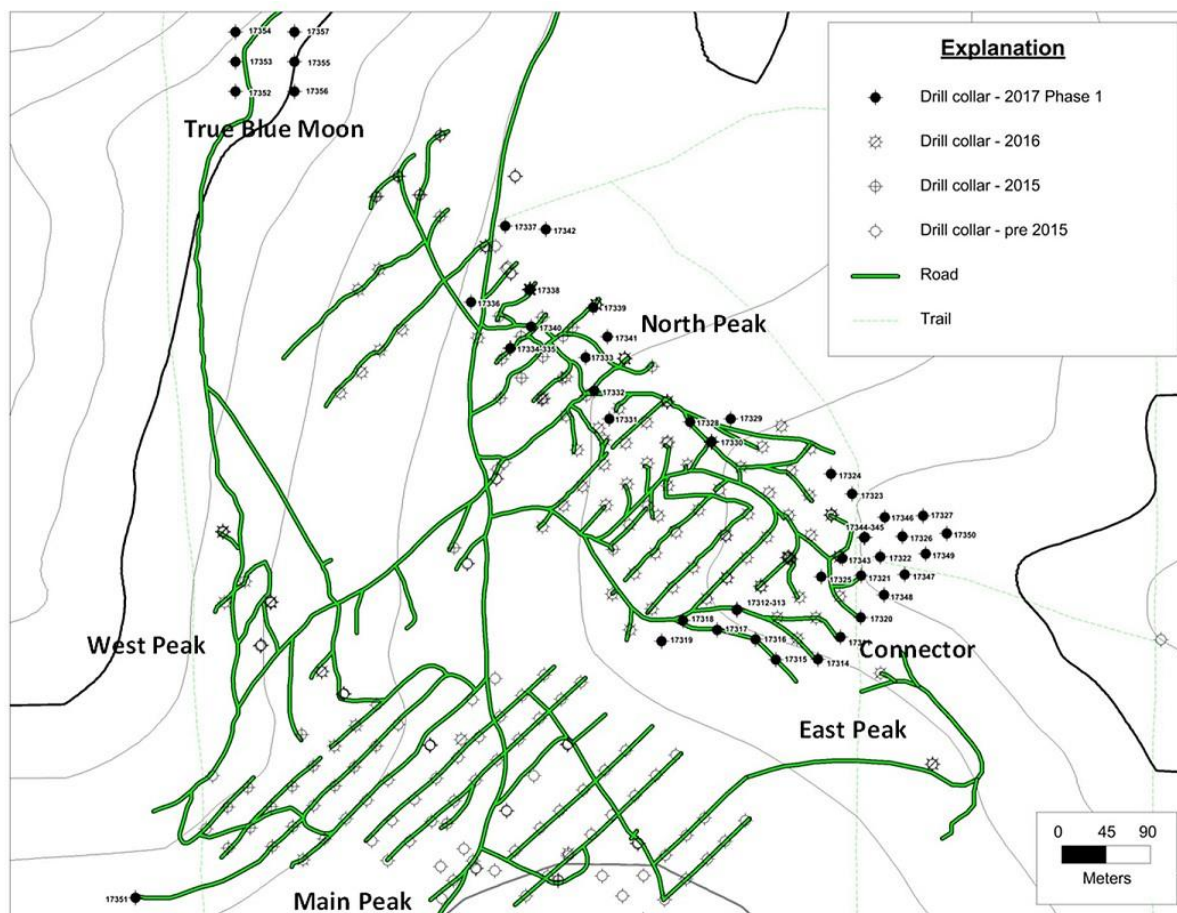 17354
17357
17353
17355
17352
17356
True Blue Moon
Explanation
Drill collar - 2017 Phase 1
Drill collar - 2016
Drill collar - 2015
Drill collar - pre 2015
Road
Trail
17337
17342
17338
17336
17339
17340
North Peak
17341
17334-335
17333
17332
17331
17328
17329
17330
17324
17323
17346
17327
17344-345
17326
17350
17343
17322
17349
17325
17321
17347
17348
17312-313
17320
17318
17317
17319
17316
17315
17314
Connector
West Peak
East Peak
0 45 90
Meters
17351
Main Peak